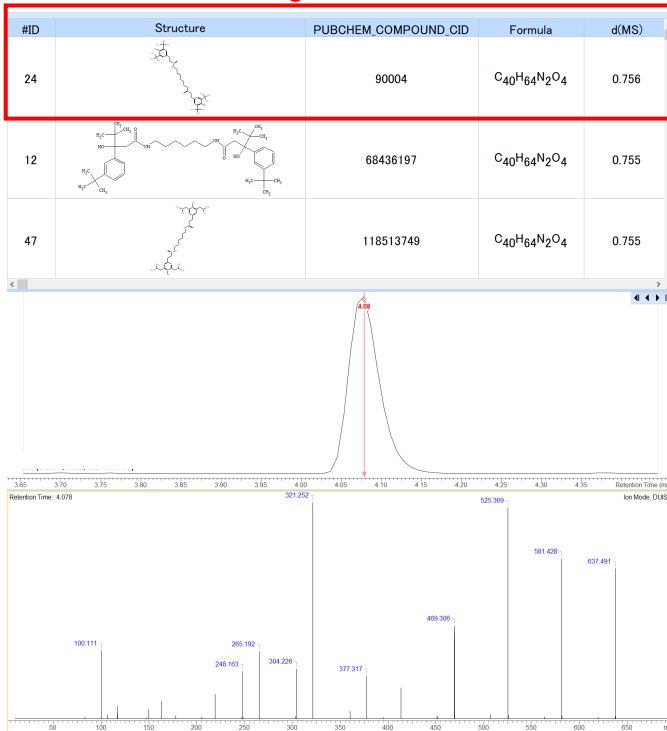 #ID Structure PUBCHEM_COMPOUND_CID Formula d(MS)
24 90004 C40H64N2O4 0.756
12 68436197 C40H64N2O4 0.755
47 118513749 C40H64N2O4 0.755
4.08
3.65 3.70 3.75 3.80 3.85 3.90 3.95 4.00 4.05 4.10 4.15 4.20 4.25 4.30 4.35 Retention Time (m
Retention Time: 4.078 Ion Mode: DUIS
321.252
525.369
581.428
637.491
469.306
100.111
265.192
248.163
304.226
377.317
50 100 150 200 250 300 350 400 450 500 550 600 650 m